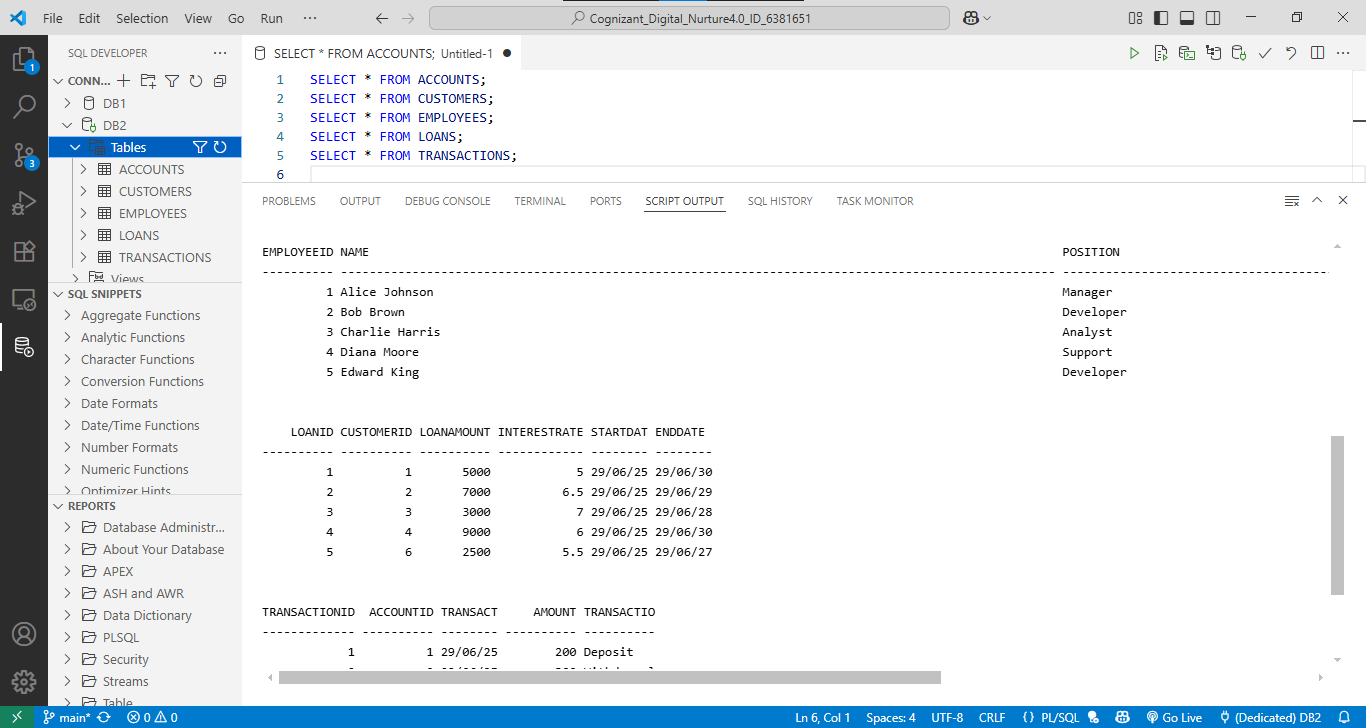 File Edit Selection View Go Run ··· Cognizant_Digital_Nurture4.0_ID_6381651
SQL DEVELOPER ···
CONN...
DB1
DB2
Tables
ACCOUNTS
CUSTOMERS
EMPLOYEES
LOANS
TRANSACTIONS
Views
SQL SNIPPETS
Aggregate Functions
Analytic Functions
Character Functions
Conversion Functions
Date Formats
Date/Time Functions
Number Formats
Numeric Functions
Optimizer Hints
REPORTS
Database Administr...
About Your Database
APEX
ASH and AWR
Data Dictionary
PLSQL
Security
Streams
Table
1
3
SELECT * FROM ACCOUNTS; Untitled-1
1 SELECT * FROM ACCOUNTS;
2 SELECT * FROM CUSTOMERS;
3 SELECT * FROM EMPLOYEES;
4 SELECT * FROM LOANS;
5 SELECT * FROM TRANSACTIONS;
6
PROBLEMS OUTPUT DEBUG CONSOLE TERMINAL PORTS SCRIPT OUTPUT SQL HISTORY TASK MONITOR
EMPLOYEEID NAME POSITION
1 Alice Johnson Manager
2 Bob Brown Developer
3 Charlie Harris Analyst
4 Diana Moore Support
5 Edward King Developer
LOANID CUSTOMERID LOANAMOUNT INTERESTRATE STARTDAT ENDDATE
---------- ---------- ---------- ------------ -------- --------
1 1 5000 5 29/06/25 29/06/30
2 2 7000 6.5 29/06/25 29/06/29
3 3 3000 7 29/06/25 29/06/28
4 4 9000 6 29/06/25 29/06/30
5 6 2500 5.5 29/06/25 29/06/27
TRANSACTIONID ACCOUNTID TRANSACT AMOUNT TRANSACTIO
------------- ---------- -------- ---------- ----------
1 1 29/06/25 200 Deposit
main* 0 0 Ln 6, Col 1 Spaces: 4 UTF-8 CRLF {} PL/SQL Go Live (Dedicated) DB2